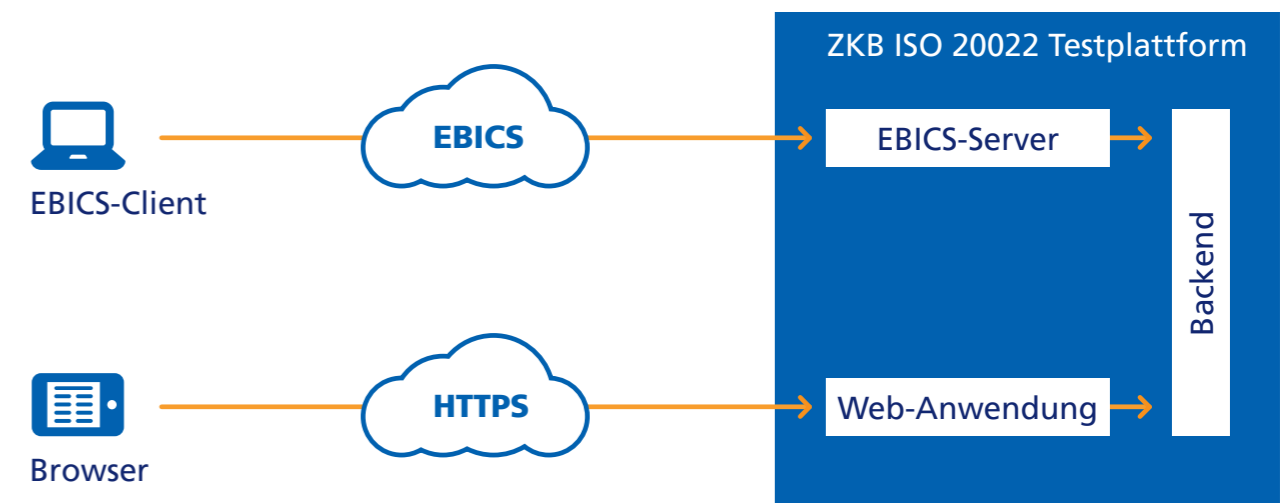 ZKB ISO 20022 Testplattform
EBICS
EBICS-Server
EBICS-Client
Backend
HTTPS
Web-Anwendung
Browser